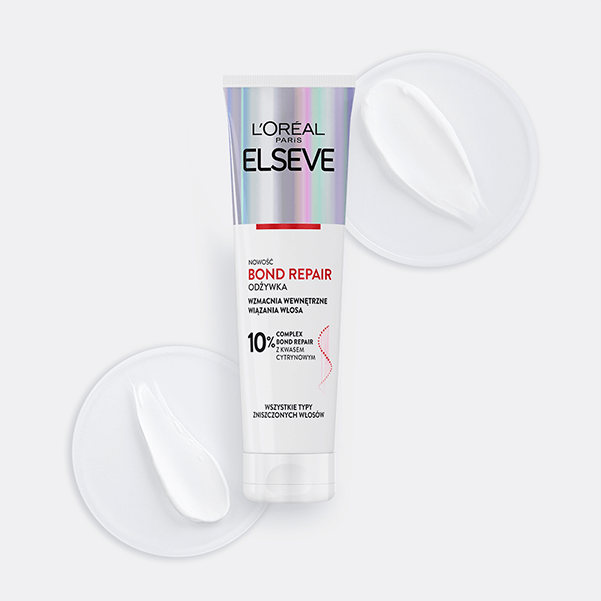 L'ORÉAL
PARIS
ELSEVE
NOWOŚĆ
BOND REPAIR
ODŻYWKA
WZMACNIA WEWNĘTRZNE
WIĄZANIA WŁOSA
10% COMPLEX
BOND REPAIR
Z KWASEM
CYTRYNOWYM
WSZYSTKIE TYPY
ZNISZCZONYCH WŁOSÓW